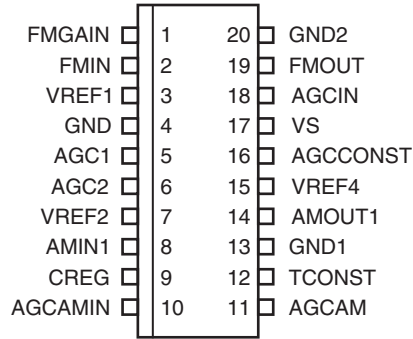 FMGAIN 1 20 GND2
FMIN 2 19 FMOUT
VREF1 3 18 AGCIN
GND 4 17 VS
AGC1 5 16 AGCCONST
AGC2 6 15 VREF4
VREF2 7 14 AMOUT1
AMIN1 8 13 GND1
CREG 9 12 TCONST
AGCAMIN 10 11 AGCAM